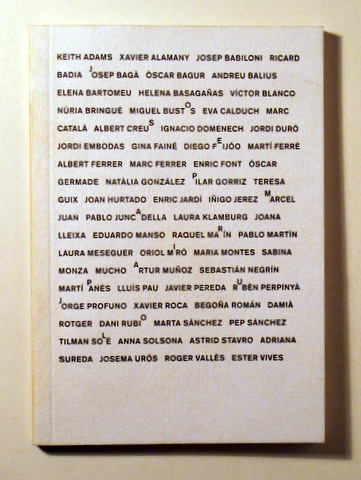 KEITH ADAMS XAVIER ALAMANY JOSEP BABILONI RICARD
BADIA JOSEP BAGÀ ÒSCAR BAGUR ANDREU BALIUS
ELENA BARTOMEU HELENA BASAGAÑAS VÍCTOR BLANCO
NÚRIA BRINGUÉ MIGUEL BUSTOS EVA CALDUCH MARC
CATALÀ ALBERT CREUS IGNACIO DOMENECH JORDI DURÓ
JORDI EMBODAS GINA FAINÉ DIEGO FEIJÓO MARTÍ FERRÉ
ALBERT FERRER MARC FERRER ENRIC FONT ÓSCAR
GERMADE NATÀLIA GONZÁLEZ PILAR GORRIZ TERESA
GUIX JOAN HURTADO ENRIC JARDÍ IÑIGO JEREZ MARCEL
JUAN PABLO JUNCADELLA LAURA KLAMBURG JOANA
LLEIXA EDUARDO MANSO RAQUEL MARÍN PABLO MARTÍN
LAURA MESEGUER ORIOL MIRÓ MARIA MONTES SABINA
MONZA MUCHO ARTUR MUÑOZ SEBASTIÁN NEGRÍN
MARTÍ PANÉS LLUÍS PAU JAVIER PEREDA RUBÈN PERPINYÀ
JORGE PROFUNO XAVIER ROCA BEGOÑA ROMÁN DAMIÀ
ROTGER DANI RUBIO MARTA SÁNCHEZ PEP SÁNCHEZ
TILMAN SOLÉ ANNA SOLSONA ASTRID STAVRO ADRIANA
SUREDA JOSEMA URÓS ROGER VALLÈS ESTER VIVES